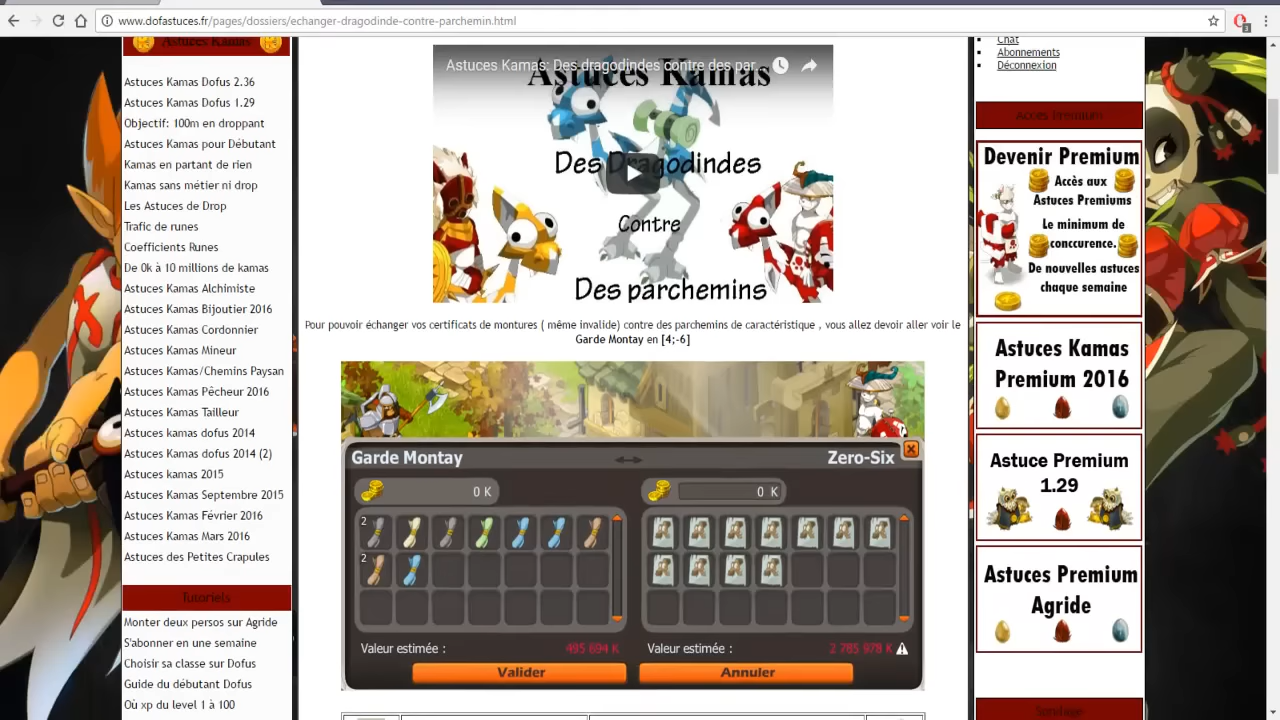 www.dofastuces.fr/pages/dossiers/echanger-dragodinde-contre-parchemin.html
3
Astuces Kamas
Astuces Kamas Dofus 2.36
Astuces Kamas Dofus 1.29
Objectif: 100m en droppant
Astuces Kamas pour Débutant
Kamas en partant de rien
Kamas sans métier ni drop
Les Astuces de Drop
Trafic de runes
Coefficients Runes
De 0k à 10 millions de kamas
Astuces Kamas Alchimiste
Astuces Kamas Bijoutier 2016
Astuces Kamas Cordonnier
Astuces Kamas Mineur
Astuces Kamas/Chemins Paysan
Astuces Kamas Pêcheur 2016
Astuces Kamas Tailleur
Astuces kamas dofus 2014
Astuces kamas dofus 2014 (2)
Astuces kamas 2015
Astuces Kamas Septembre 2015
Astuces Kamas Février 2016
Astuces Kamas Mars 2016
Astuces des Petites Crapules
Tutoriels
Monter deux persos sur Agride
S'abonner en une semaine
Choisir sa classe sur Dofus
Guide du débutant Dofus
Où xp du level 1 à 100
Astuces Kamas: Des dragodindes contre des par...
Astuces Kamas
Des Dragodindes
Contre
Des parchemins
Pour pouvoir échanger vos certificats de montures ( même invalide) contre des parchemins de caractéristique , vous allez devoir aller voir le
Garde Montay en [4;-6]
Garde Montay
Zero-Six
0 K
0 K
2
2
Valeur estimée :
495 694 K
Valeur estimée :
2 785 978 K
Valider
Annuler
Chat
Abonnements
Déconnexion
Accès Premium
Devenir Premium
Accès aux
Astuces Premiums
Le minimum de
conccurence.
De nouvelles astuces
chaque semaine
Astuces Kamas
Premium 2016
Astuce Premium
1.29
Astuces Premium
Agride
Sondage